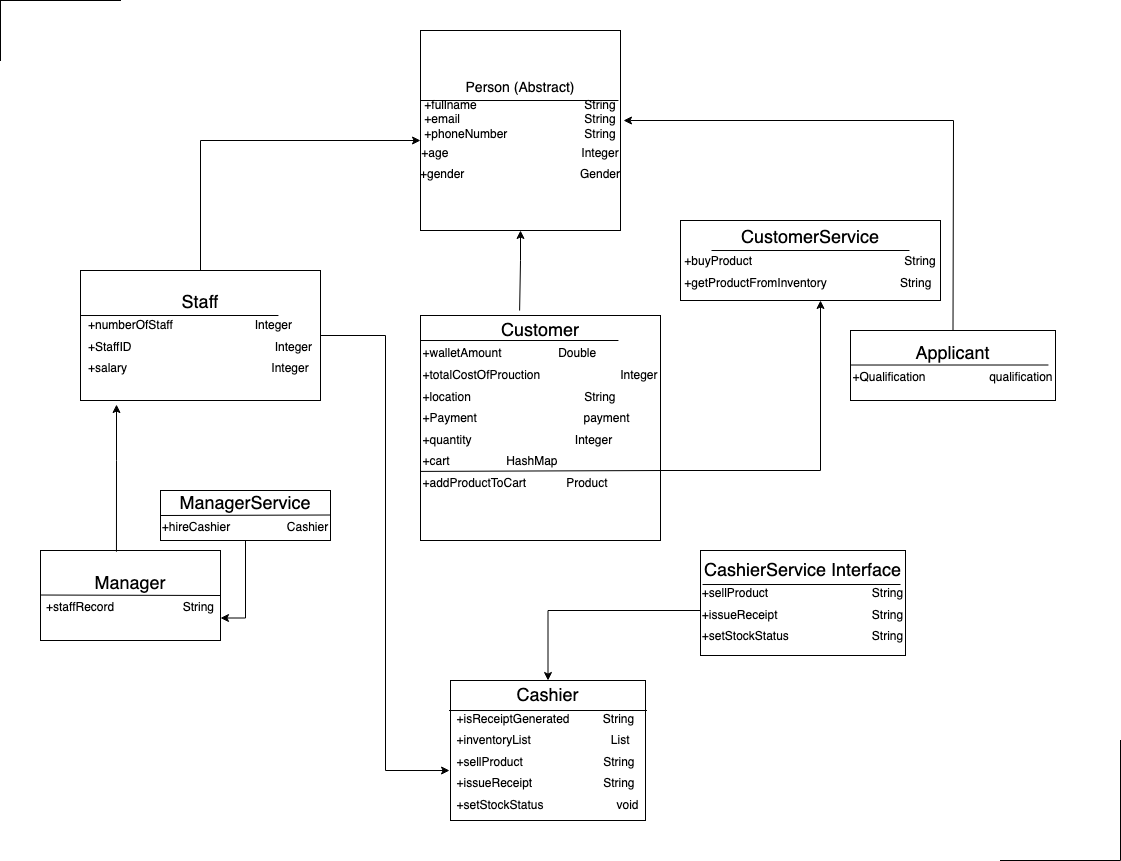 Person (Abstract)
+fullname String
+email String
+phoneNumber String
+age Integer
+gender Gender
CustomerService
+buyProduct String
+getProductFromInventory String
Staff
+numberOfStaff Integer
+StaffID Integer
+salary Integer
Customer
+walletAmount Double
+totalCostOfProuction Integer
+location String
+Payment payment
+quantity Integer
+cart HashMap
+addProductToCart Product
Applicant
+Qualification qualification
ManagerService
+hireCashier Cashier
Manager
+staffRecord String
CashierService Interface
+sellProduct String
+issueReceipt String
+setStockStatus String
Cashier
+isReceiptGenerated String
+inventoryList List
+sellProduct String
+issueReceipt String
+setStockStatus void